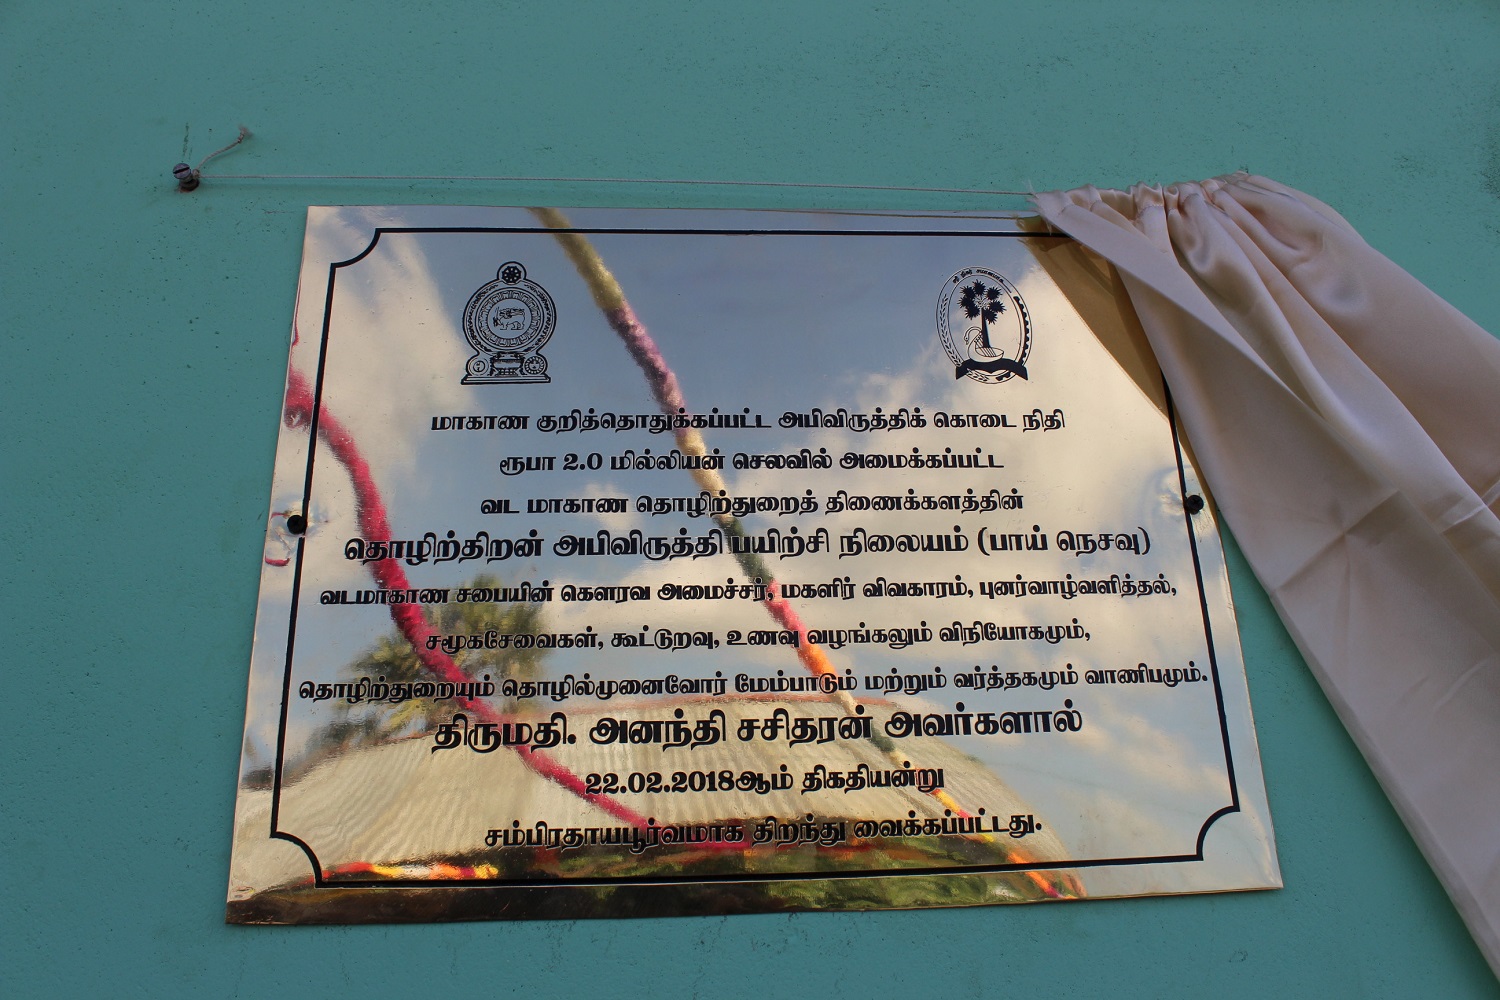 மாகாண குறித்தொதுக்கப்பட்ட அபிவிருத்திக் கொடை நிதி
ரூபா 2.0 மில்லியன் செலவில் அமைக்கப்பட்ட
வட மாகாண தொழிற்துறைத் திணைக்களத்தின்
தொழிற்திறன் அபிவிருத்தி பயிற்சி நிலையம் (பாய் நெசவு)
வடமாகாண சபையின் கௌரவ அமைச்சர், மகளிர் விவகாரம், புனர்வாழ்வளித்தல்,
சமூகசேவைகள், கூட்டுறவு, உணவு வழங்கலும் விநியோகமும்,
தொழிற்துறையும் தொழில்முனைவோர் மேம்பாடும் மற்றும் வர்த்தகமும் வாணிபமும்.
திருமதி. அனந்தி சசிதரன் அவர்களால்
22.02.2018ஆம் திகதியன்று
சம்பிரதாயபூர்வமாக திறந்து வைக்கப்பட்டது.